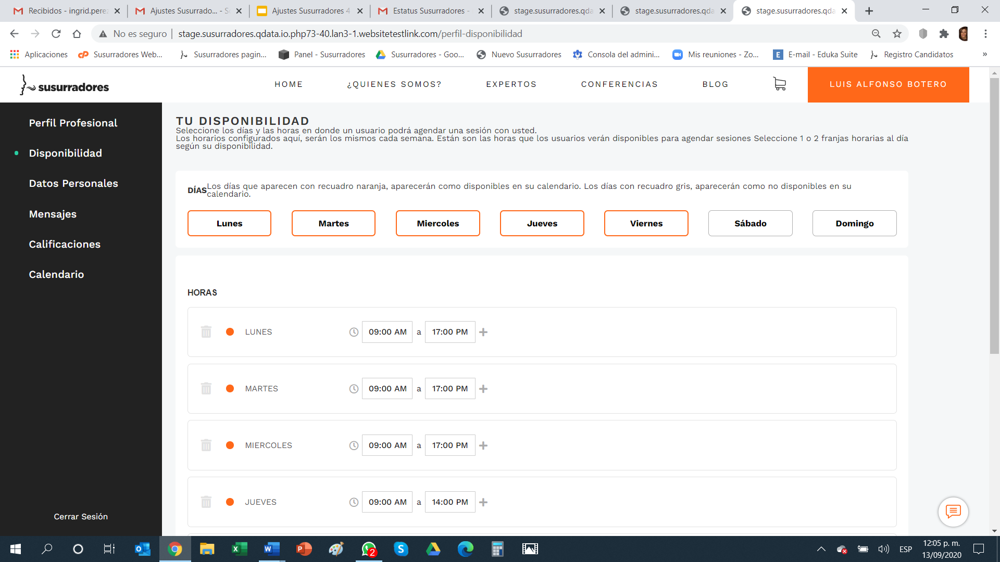 Recibidos - ingrid.perez
Ajustes Susurrado... - S
Ajustes Susurradores 4
Estatus Susurradores -
stage.susurradores.qda
stage.susurradores.qda
stage.susurradores.qda
No es seguro
stage.susurradores.qdata.io.php73-40.lan3-1.websitetestlink.com/perfil-disponibilidad
Aplicaciones
Susurradores Web...
Susurradores pagin...
Panel - Susurradores
Susurradores - Goo...
Nuevo Susurradores
Consola del admini...
Mis reuniones - Zo...
E-mail - Eduka Suite
Registro Candidatos
»
susurradores
HOME
¿QUIENES SOMOS?
EXPERTOS
CONFERENCIAS
BLOG
LUIS ALFONSO BOTERO
Perfil Profesional
Disponibilidad
Datos Personales
Mensajes
Calificaciones
Calendario
Cerrar Sesión
TU DISPONIBILIDAD
Seleccione los días y las horas en donde un usuario podrá agendar una sesión con usted.
Los horarios configurados aquí, serán los mismos cada semana. Están son las horas que los usuarios verán disponibles para agendar sesiones Seleccione 1 o 2 franjas horarias al día
según su disponibilidad.
DÍAS
Los días que aparecen con recuadro naranja, aparecerán como disponibles en su calendario. Los días con recuadro gris, aparecerán como no disponibles en su
calendario.
Lunes
Martes
Miercoles
Jueves
Viernes
Sábado
Domingo
HORAS
LUNES 09:00 AM a 17:00 PM
MARTES 09:00 AM a 17:00 PM
MIERCOLES 09:00 AM a 17:00 PM
JUEVES 09:00 AM a 14:00 PM
2
ESP
12:05 p. m.
13/09/2020